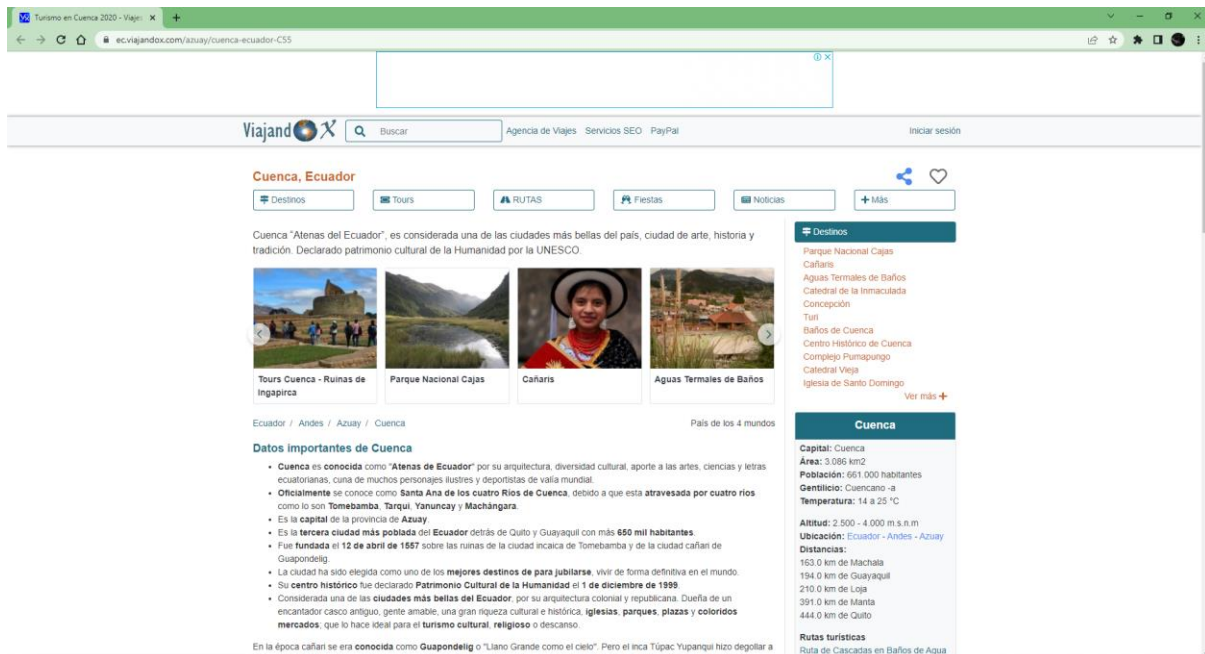 Turismo en Cuenca 2020 - Viaje
ec.viajandox.com/azuay/cuenca-ecuador-C55
Viajand X
Buscar
Agencia de Viajes Servicios SEO PayPal
Iniciar sesión
Cuenca, Ecuador
Destinos
Tours
RUTAS
Fiestas
Noticias
Más
Cuenca "Atenas del Ecuador", es considerada una de las ciudades más bellas del país, ciudad de arte, historia y
tradición. Declarado patrimonio cultural de la Humanidad por la UNESCO.
Tours Cuenca - Ruinas de
Ingapirca
Parque Nacional Cajas
Cañaris
Aguas Termales de Baños
Ecuador / Andes / Azuay / Cuenca
País de los 4 mundos
Datos importantes de Cuenca
• Cuenca es conocida como "Atenas de Ecuador" por su arquitectura, diversidad cultural, aporte a las artes, ciencias y letras
ecuatorianas, cuna de muchos personajes ilustres y deportistas de valía mundial.
• Oficialmente se conoce como Santa Ana de los cuatro Ríos de Cuenca, debido a que esta atravesada por cuatro ríos
como lo son Tomebamba, Tarqui, Yanuncay y Machángara.
• Es la capital de la provincia de Azuay.
• Es la tercera ciudad más poblada del Ecuador detrás de Quito y Guayaquil con más 650 mil habitantes.
• Fue fundada el 12 de abril de 1557 sobre las ruinas de la ciudad incaica de Tomebamba y de la ciudad cañari de
Guapondelig.
• La ciudad ha sido elegida como uno de los mejores destinos de para jubilarse, vivir de forma definitiva en el mundo.
• Su centro histórico fue declarado Patrimonio Cultural de la Humanidad el 1 de diciembre de 1999.
• Considerada una de las ciudades más bellas del Ecuador, por su arquitectura colonial y republicana. Dueña de un
encantador casco antiguo, gente amable, una gran riqueza cultural e histórica, iglesias, parques, plazas y coloridos
mercados; que lo hace ideal para el turismo cultural, religioso o descanso.
En la época cañari se era conocida como Guapondelig o "Llano Grande como el cielo". Pero el inca Túpac Yupanqui hizo degollar a
Destinos
Parque Nacional Cajas
Cañaris
Aguas Termales de Baños
Catedral de la Inmaculada
Concepción
Turi
Baños de Cuenca
Centro Histórico de Cuenca
Complejo Pumapungo
Catedral Vieja
Iglesia de Santo Domingo
Ver más
Cuenca
Capital: Cuenca
Área: 3.086 km2
Población: 661.000 habitantes
Gentilicio: Cuencano -a
Temperatura: 14 a 25 °C
Altitud: 2.500 - 4.000 m.s.n.m
Ubicación: Ecuador - Andes - Azuay
Distancias:
163.0 km de Machala
194.0 km de Guayaquil
210.0 km de Loja
391.0 km de Manta
444.0 km de Quito
Rutas turísticas
Ruta de Cascadas en Baños de Agua